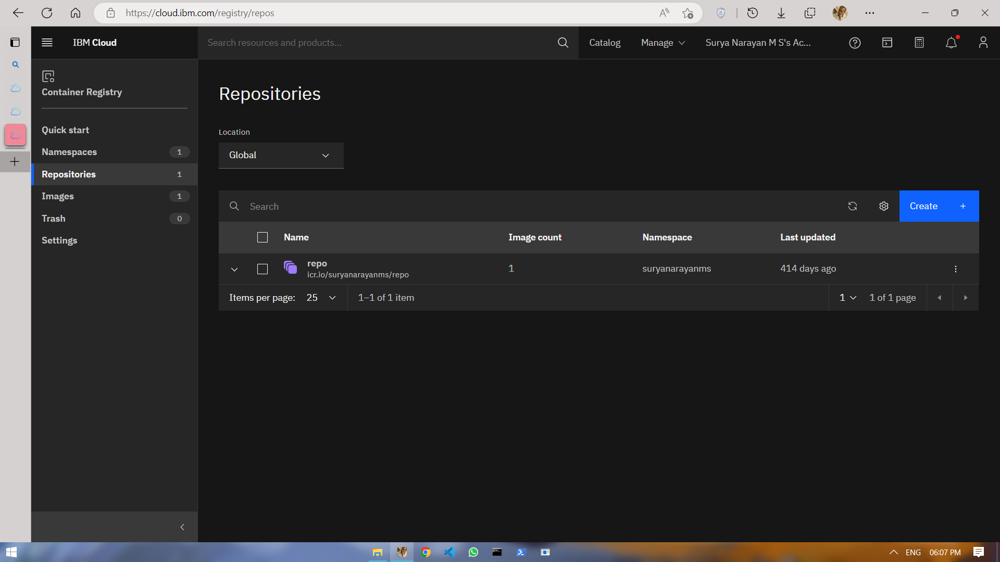 https://cloud.ibm.com/registry/repos
IBM Cloud
Search resources and products...
Catalog
Manage
Surya Narayan M S's Ac...
Container Registry
Quick start
Namespaces 1
Repositories 1
Images 1
Trash 0
Settings
Repositories
Location
Global
Search
Create +
Name Image count Namespace Last updated
repo
icr.io/suryanarayanms/repo
1 suryanarayanms 414 days ago
Items per page: 25 1–1 of 1 item 1 1 of 1 page
ENG 06:07 PM